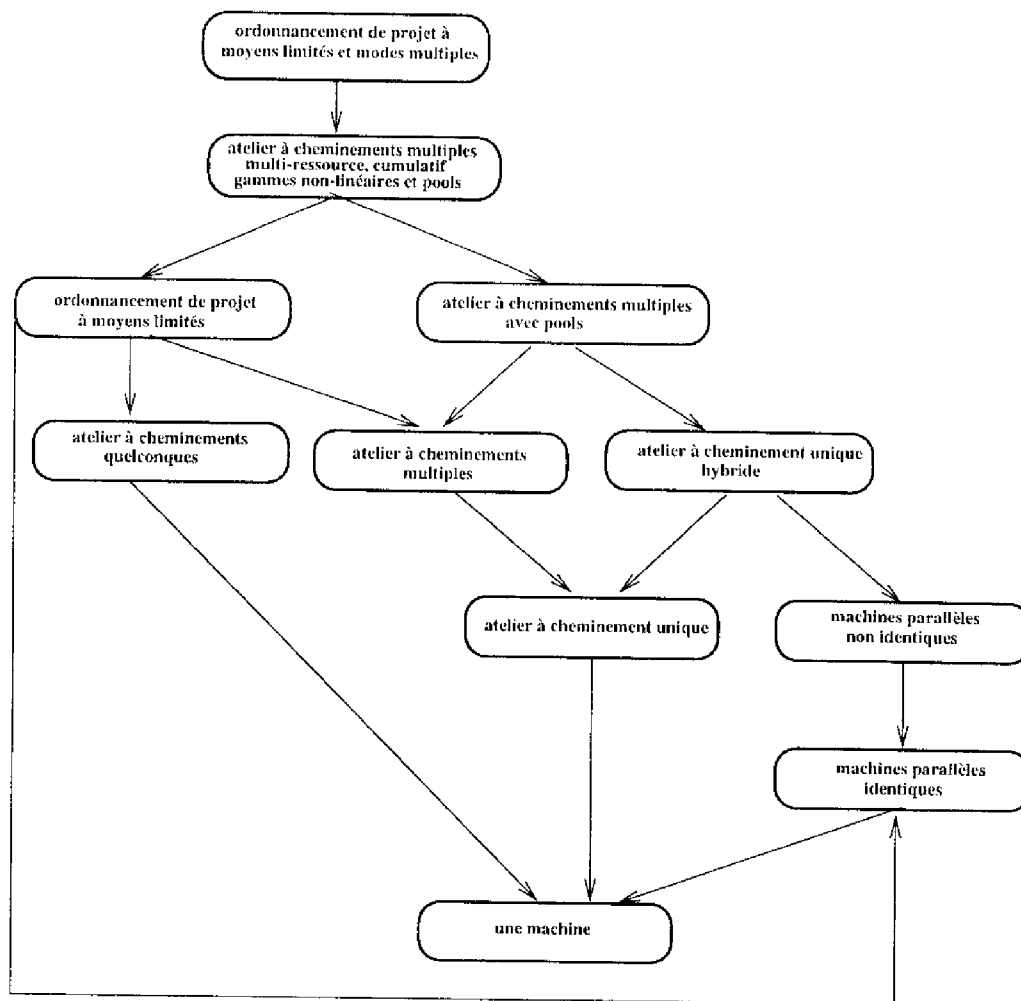 ordonnancement de projet à
moyens limités et modes multiples
atelier à cheminements multiples
multi-ressource, cumulatif
gammes non-linéaires et pools
ordonnancement de projet
à moyens limités
atelier à cheminements multiples
avec pools
atelier à cheminements
quelconques
atelier à cheminements
multiples
atelier à cheminement unique
hybride
atelier à cheminement unique
machines parallèles
non identiques
machines parallèles
identiques
une machine